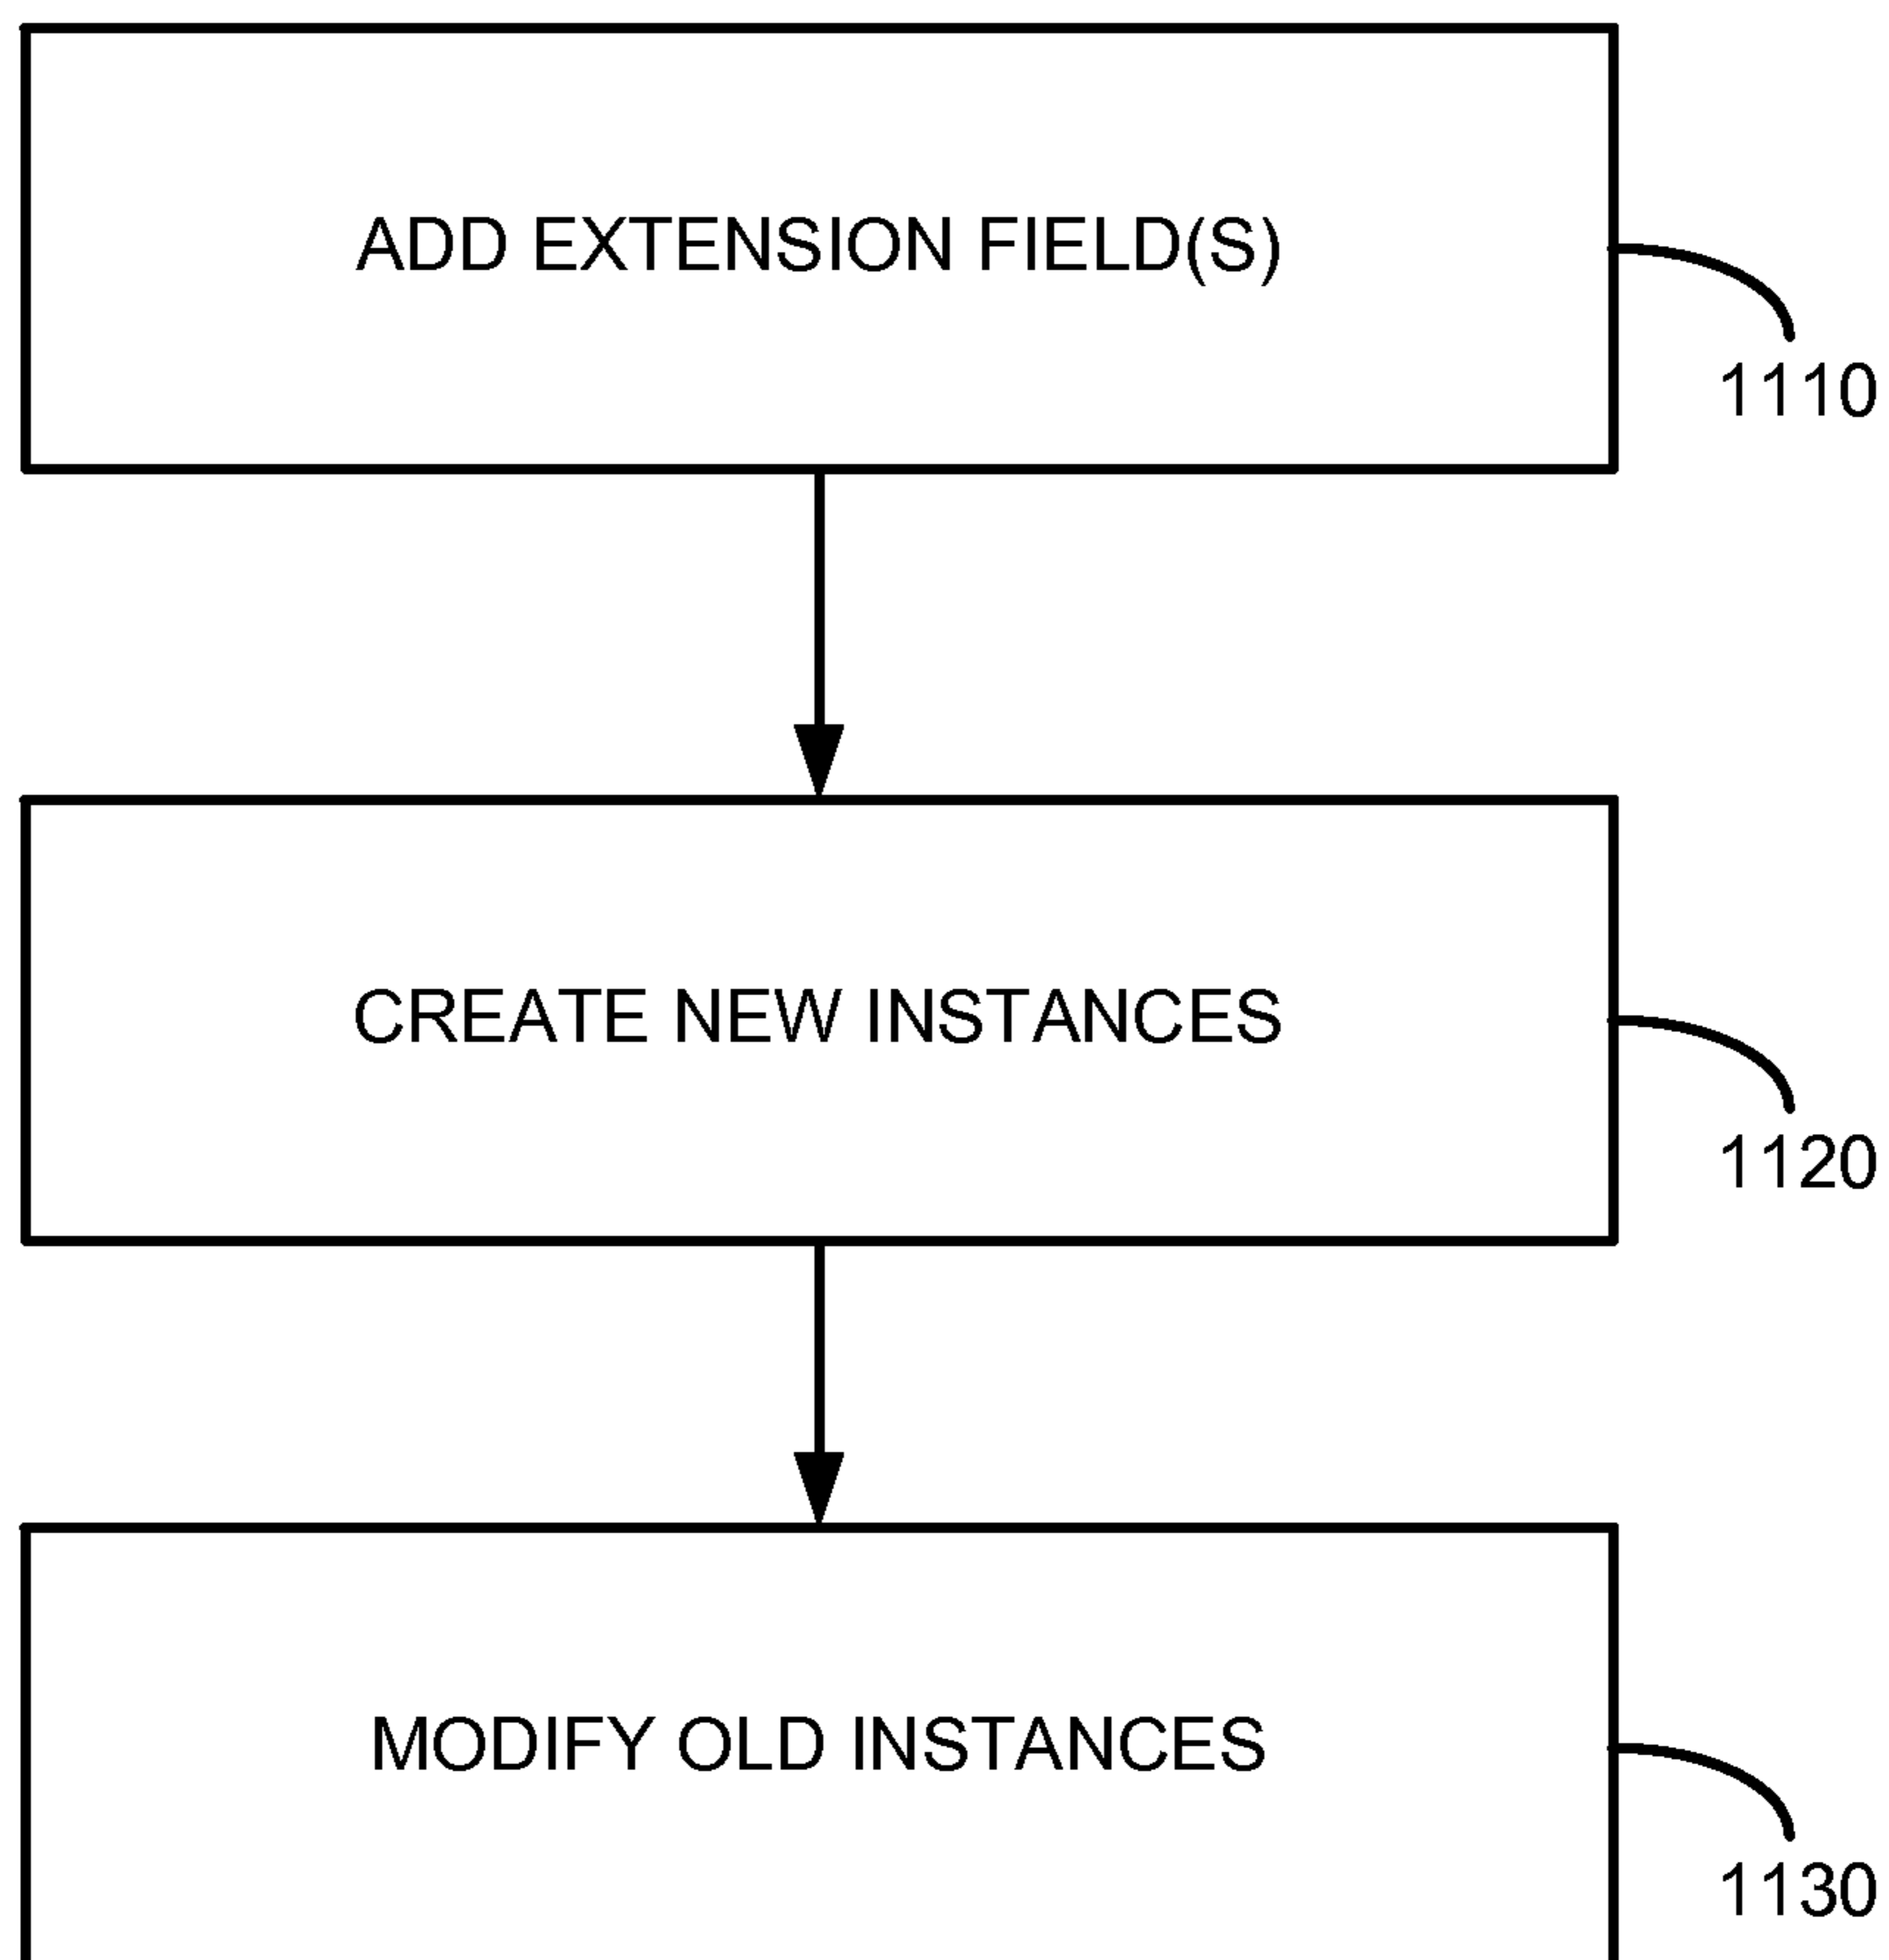 ADD EXTENSION FIELD(S)
1110
CREATE NEW INSTANCES
1120
MODIFY OLD INSTANCES
1130